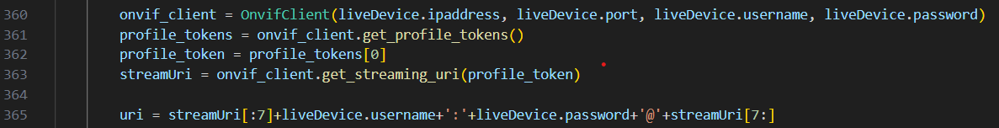 360 onvif_client = OnvifClient(liveDevice.ipaddress, liveDevice.port, liveDevice.username, liveDevice.password)
361 profile_tokens = onvif_client.get_profile_tokens()
362 profile_token = profile_tokens[0]
363 streamUri = onvif_client.get_streaming_uri(profile_token)
364
365 uri = streamUri[:7]+liveDevice.username+':'+liveDevice.password+'@'+streamUri[7:]